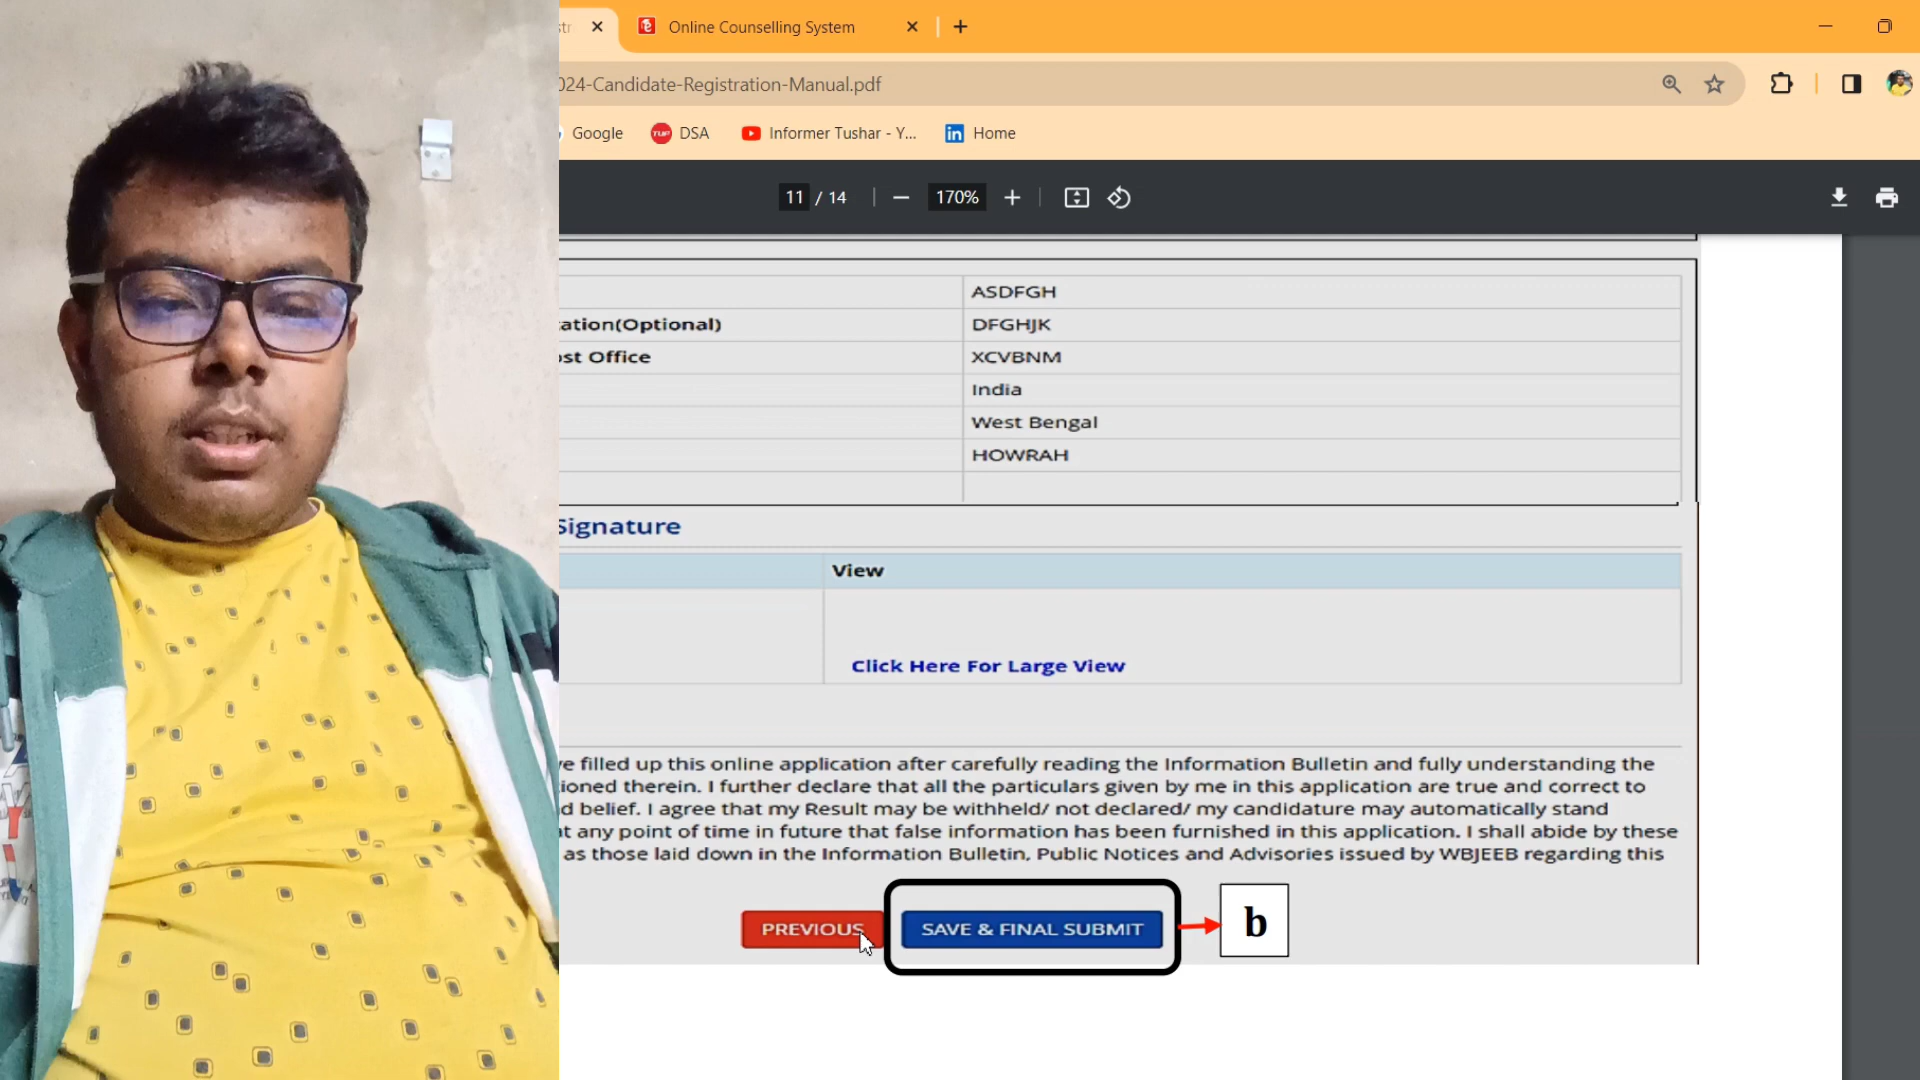 str
Online Counselling System
024-Candidate-Registration-Manual.pdf
Google
TUF DSA
Informer Tushar - Y...
in Home
11 / 14
170%
ASDFGH
ation(Optional) DFGHJK
st Office XCVBNM
India
West Bengal
HOWRAH
Signature
View
Click Here For Large View
e filled up this online application after carefully reading the Information Bulletin and fully understanding the
ioned therein. I further declare that all the particulars given by me in this application are true and correct to
d belief. I agree that my Result may be withheld/ not declared/ my candidature may automatically stand
t any point of time in future that false information has been furnished in this application. I shall abide by these
as those laid down in the Information Bulletin, Public Notices and Advisories issued by WBJEEB regarding this
PREVIOUS SAVE & FINAL SUBMIT b